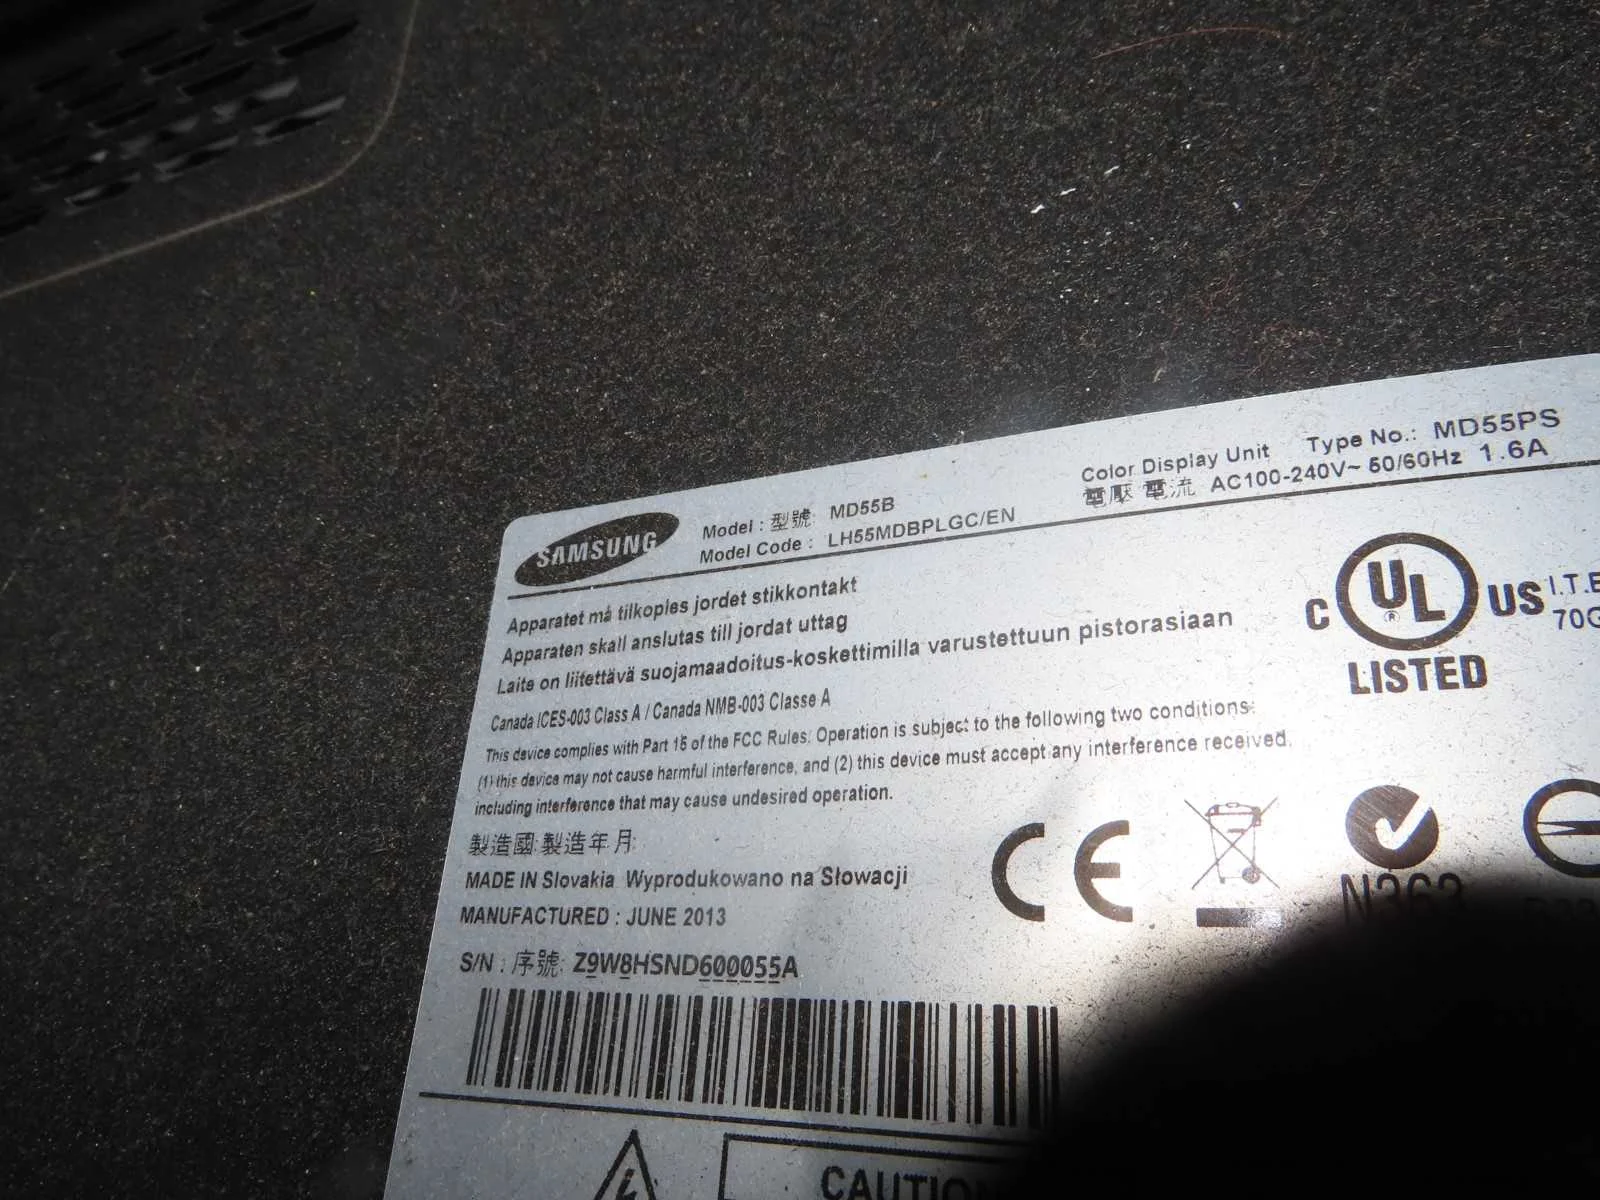 SAMSUNG
Model : 型號: MD55B
Model Code : LH55MDBPLGC/EN
Color Display Unit Type No.: MD55PS
電壓 電流 AC100-240V~ 50/60Hz 1.6A
Apparatet må tilkoples jordet stikkontakt
Apparaten skall anslutas till jordat uttag
Laite on liitettävä suojamaadoitus-koskettimilla varustettuun pistorasiaan
Canada ICES-003 Class A / Canada NMB-003 Classe A
This device complies with Part 15 of the FCC Rules. Operation is subject to the following two conditions:
(1) this device may not cause harmful interference, and (2) this device must accept any interference received,
including interference that may cause undesired operation.
C UL ® US
LISTED
I.T.E
70G
製造國:製造年月:
MADE IN Slovakia Wyprodukowano na Słowacji
MANUFACTURED : JUNE 2013
CE
N363
S/N : 序號: Z9W8HSND600055A
CAUTION